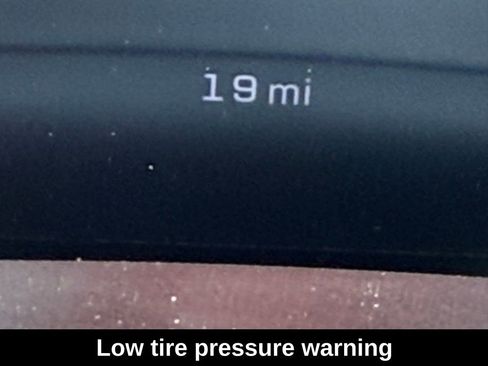 19 mi
Low tire pressure warning